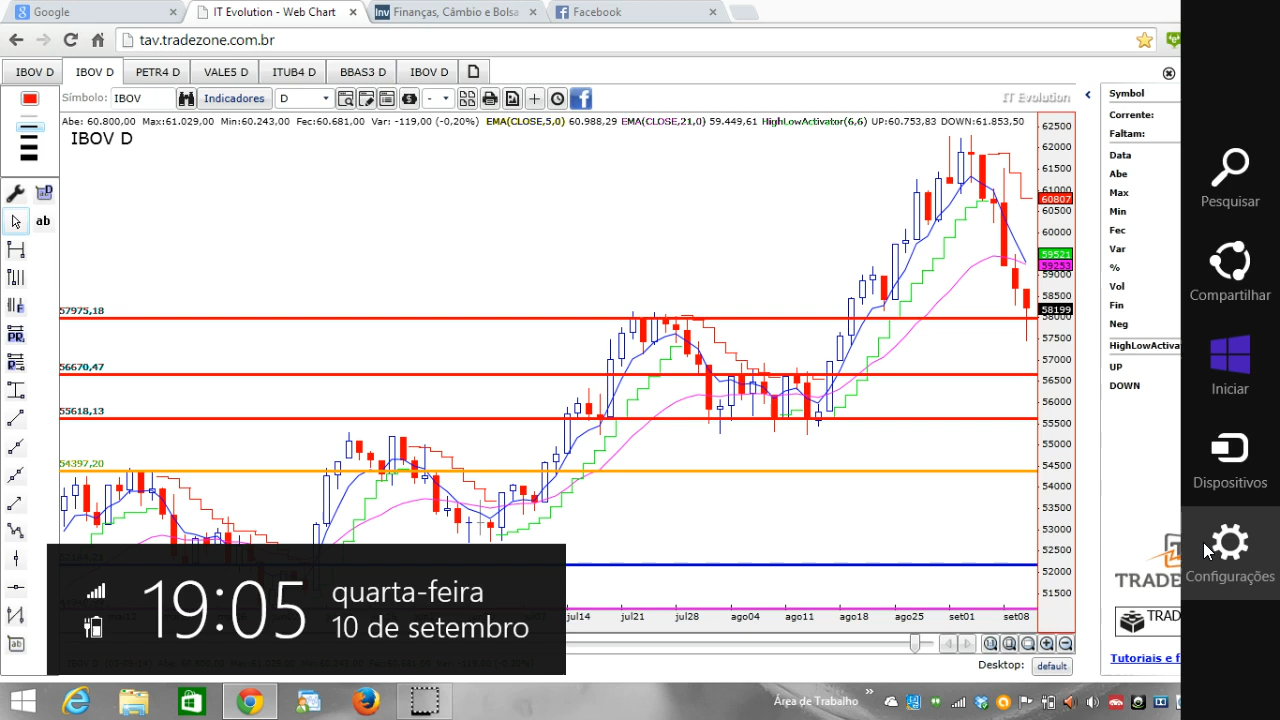 Google
IT Evolution - Web Chart
Finanças, Câmbio e Bolsa
Facebook
tav.tradezone.com.br
IBOV D
IBOV D
PETR4 D
VALE5 D
ITUB4 D
BBAS3 D
IBOV D
Símbolo:
IBOV
Indicadores
D
-
IT Evolution
Abe: 60.800,00 Max:61.029,00 Min:60.243,00 Fec:60.681,00 Var: -119,00 (-0,20%) EMA(CLOSE,5,0) 60.988,29 EMA(CLOSE,21,0) 59.449,61 HighLowActivator(6,6) UP:60.753,83 DOWN:61.853,50
IBOV D
ab
PR
57975,18
56670,47
55618,13
54397,20
62500
62000
61500
61000
60807
60500
60000
59521
59253
59000
58500
58199
58000
57500
57000
56500
56000
55500
55000
54500
54000
53500
53000
52500
52000
51500
jul14
jul21
jul28
ago04
ago11
ago18
ago25
set01
set08
Symbol
Corrente:
Faltam:
Data
Abe
Max
Min
Fec
Var
%
Vol
Fin
Neg
HighLowActiva
UP
DOWN
TRAD
Tutoriais e f
Desktop:
default
Pesquisar
Compartilhar
Iniciar
Dispositivos
Configurações
19:05
quarta-feira
10 de setembro
Área de Trabalho